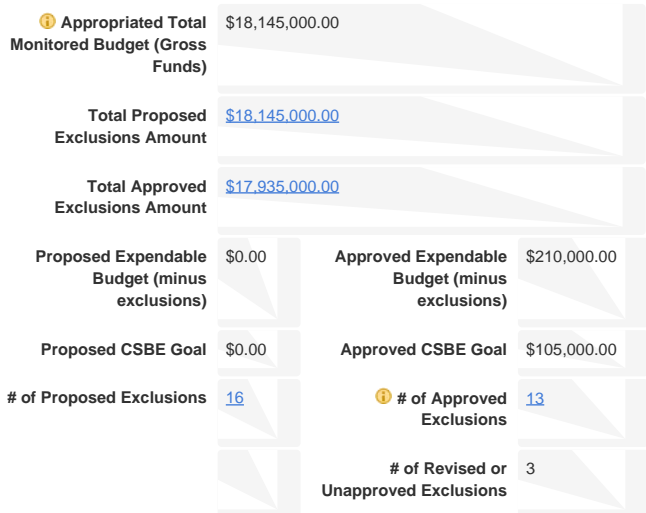 Appropriated Total $18,145,000.00
Monitored Budget (Gross
Funds)
Total Proposed $18,145,000.00
Exclusions Amount
Total Approved $17,935,000.00
Exclusions Amount
Proposed Expendable $0.00 Approved Expendable $210,000.00
Budget (minus Budget (minus
exclusions) exclusions)
Proposed CSBE Goal $0.00 Approved CSBE Goal $105,000.00
# of Proposed Exclusions 16 # of Approved 13
Exclusions
# of Revised or 3
Unapproved Exclusions